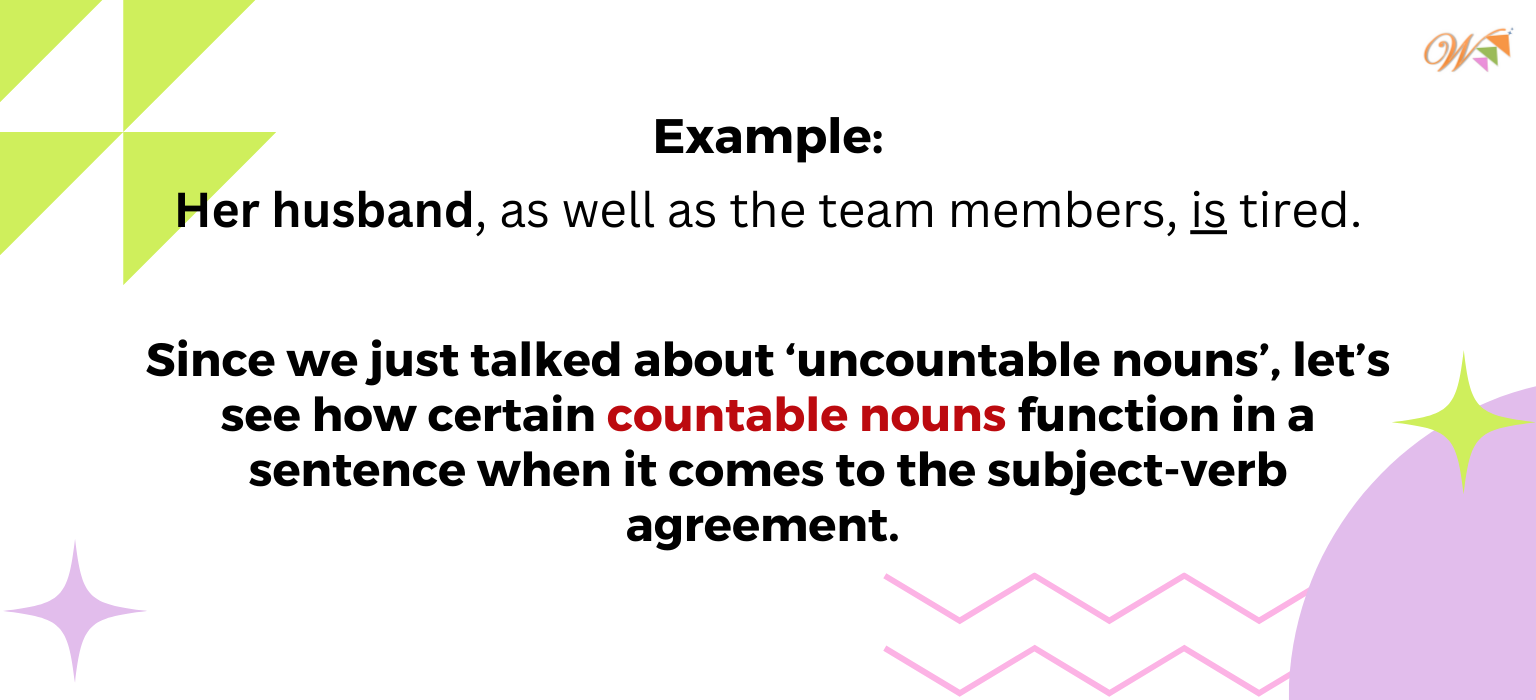 W
Example:
Her husband, as well as the team members, is tired.
Since we just talked about ‘uncountable nouns’, let’s
see how certain countable nouns function in a
sentence when it comes to the subject-verb
agreement.